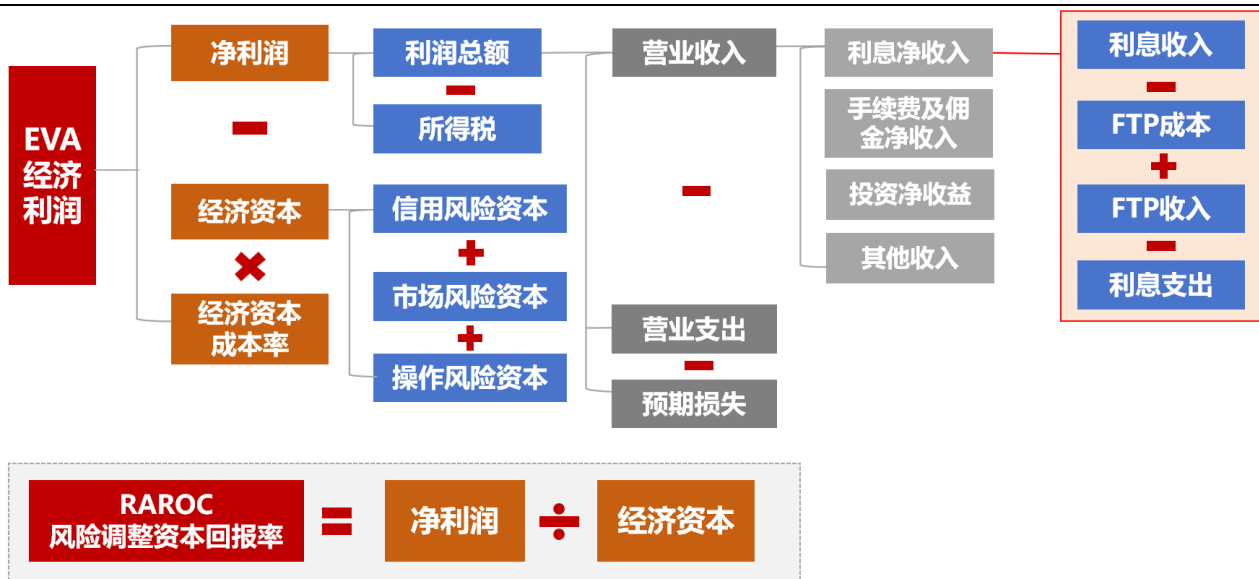 EVA
经济
利润
净利润
经济资本
经济资本
成本率
利润总额
所得税
信用风险资本
市场风险资本
操作风险资本
营业收入
营业支出
预期损失
利息净收入
手续费及佣
金净收入
投资净收益
其他收入
利息收入
FTP成本
FTP收入
利息支出
RAROC
风险调整资本回报率
=
净利润
÷
经济资本